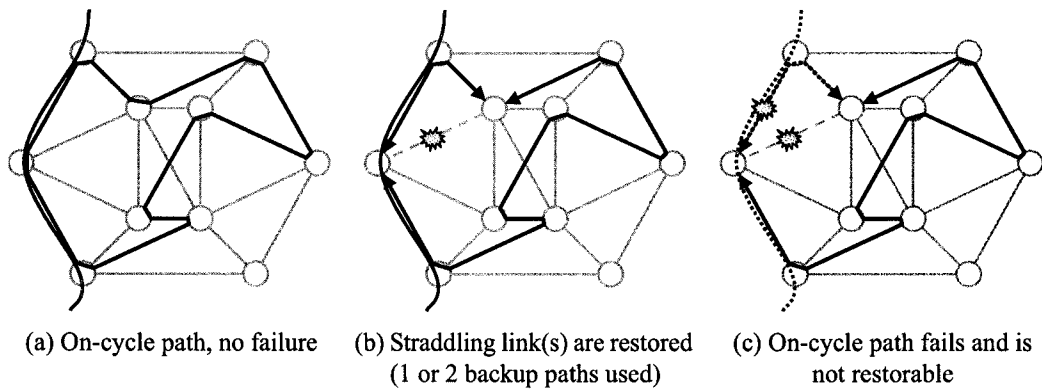 (a) On-cycle path, no failure
(b) Straddling link(s) are restored
(1 or 2 backup paths used)
(c) On-cycle path fails and is
not restorable